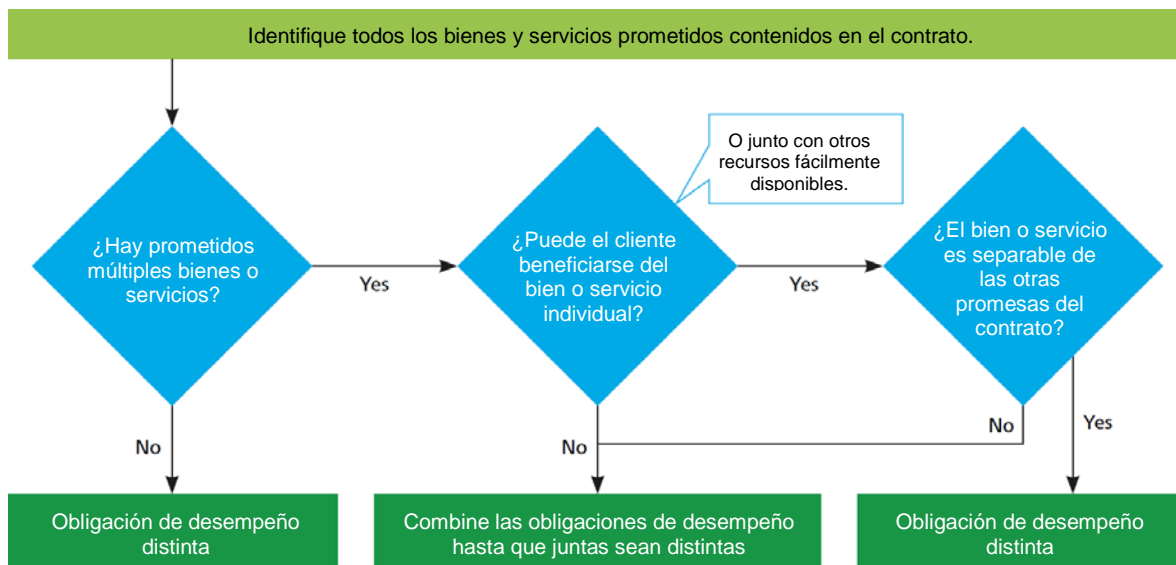 Identifique todos los bienes y servicios prometidos contenidos en el contrato.
O junto con otros
recursos fácilmente
disponibles.
¿Hay prometidos
múltiples bienes o
servicios?
Yes
¿Puede el cliente
beneficiarse del
bien o servicio
individual?
Yes
¿El bien o servicio
es separable de
las otras
promesas del
contrato?
No
No
No
Yes
Obligación de desempeño
distinta
Combine las obligaciones de desempeño
hasta que juntas sean distintas
Obligación de desempeño
distinta